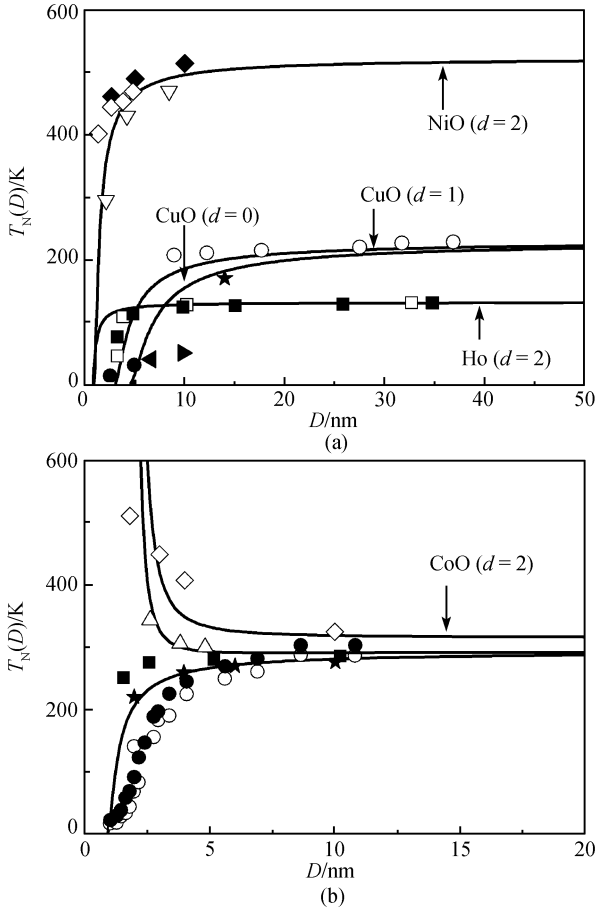 600
400
200
0
T_N(D)/K
NiO (d = 2)
CuO (d = 1)
CuO (d = 0)
Ho (d = 2)
0 10 20 30 40 50
D/nm
(a)
600
400
200
0
T_N(D)/K
CoO (d = 2)
0 5 10 15 20
D/nm
(b)